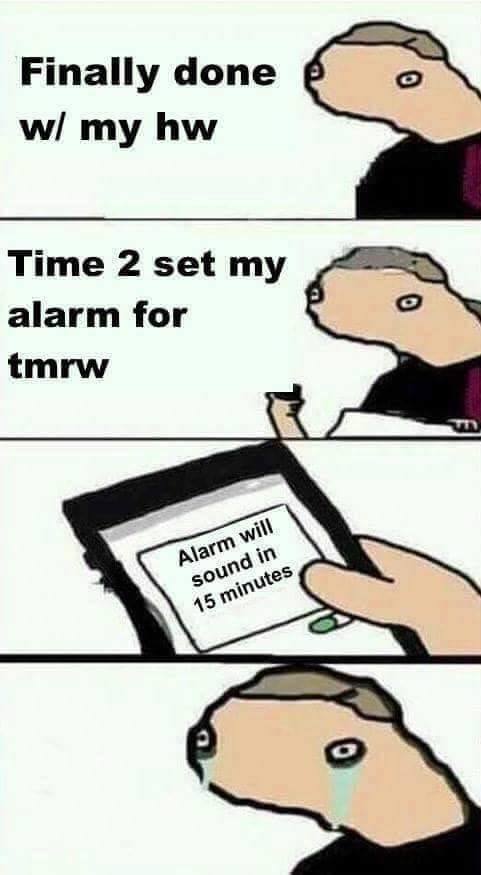 Finally done
w/ my hw
Time 2 set my
alarm for
tmrw
Alarm will
sound in
15 minutes